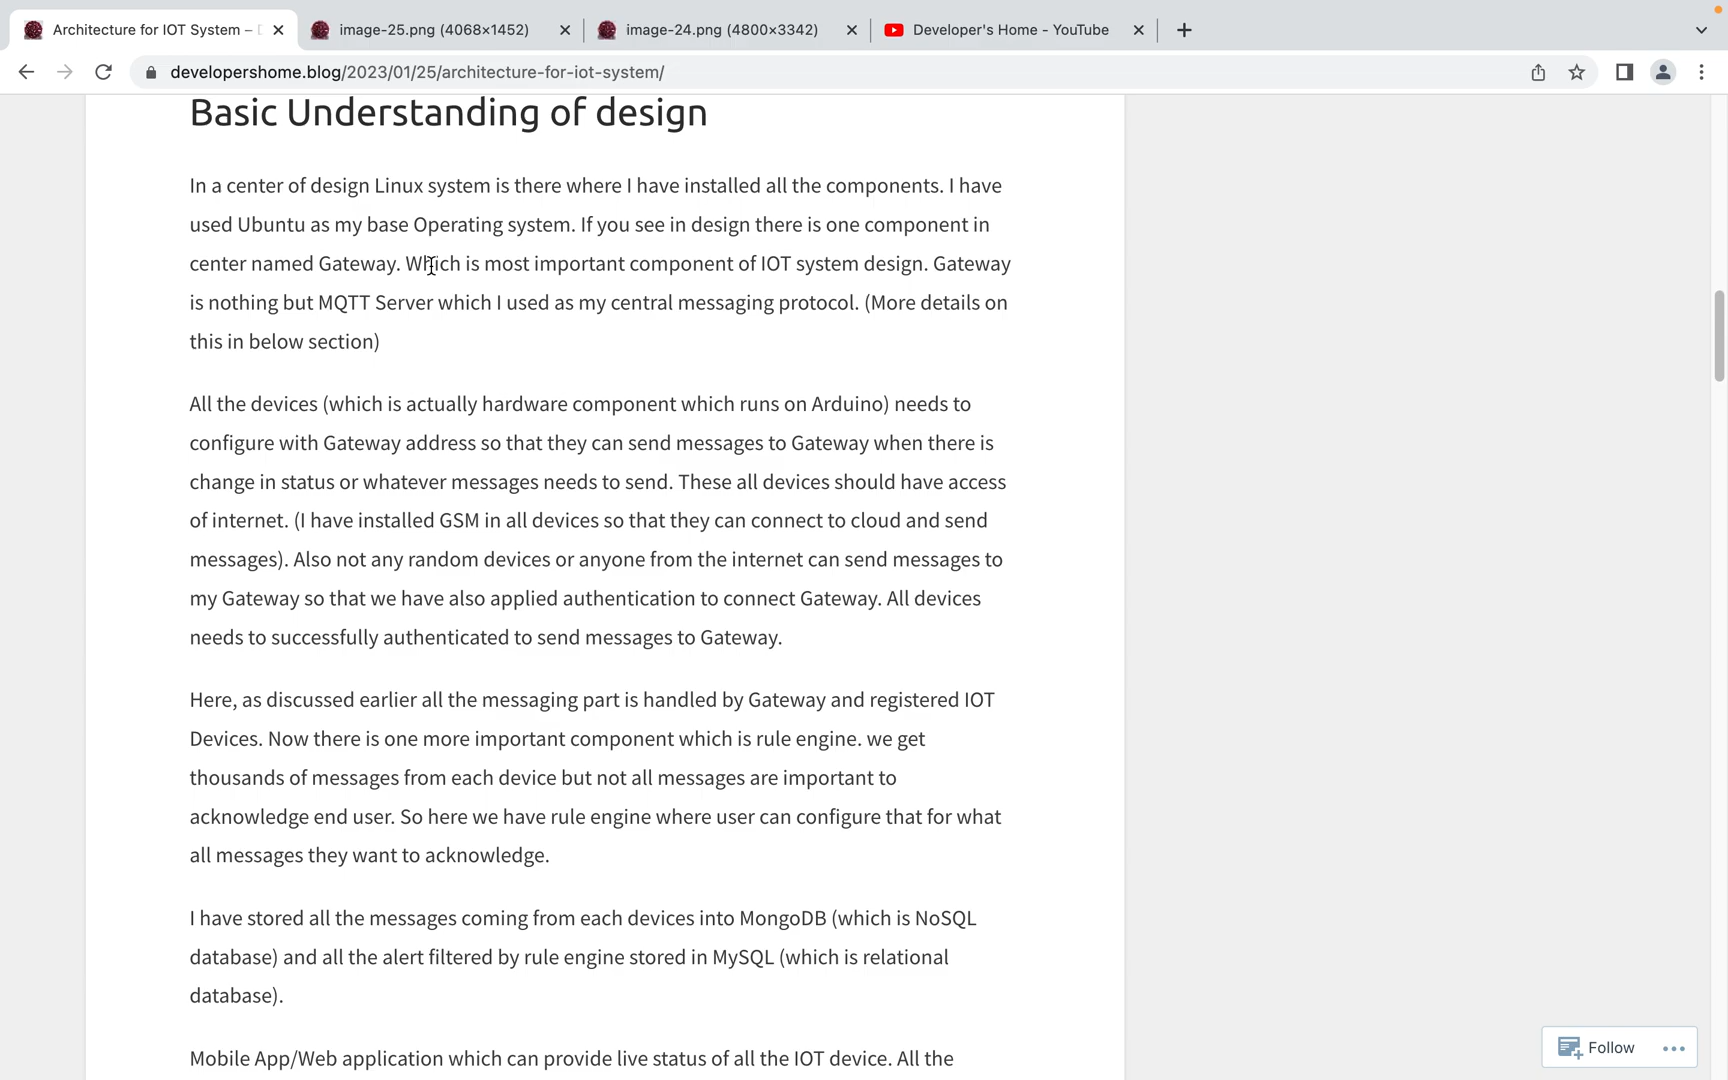 Architecture for IOT System – D
image-25.png (4068×1452)
image-24.png (4800×3342)
Developer's Home - YouTube
developershome.blog/2023/01/25/architecture-for-iot-system/
Basic Understanding of design
In a center of design Linux system is there where I have installed all the components. I have
used Ubuntu as my base Operating system. If you see in design there is one component in
center named Gateway. Which is most important component of IOT system design. Gateway
is nothing but MQTT Server which I used as my central messaging protocol. (More details on
this in below section)
All the devices (which is actually hardware component which runs on Arduino) needs to
configure with Gateway address so that they can send messages to Gateway when there is
change in status or whatever messages needs to send. These all devices should have access
of internet. (I have installed GSM in all devices so that they can connect to cloud and send
messages). Also not any random devices or anyone from the internet can send messages to
my Gateway so that we have also applied authentication to connect Gateway. All devices
needs to successfully authenticated to send messages to Gateway.
Here, as discussed earlier all the messaging part is handled by Gateway and registered IOT
Devices. Now there is one more important component which is rule engine. we get
thousands of messages from each device but not all messages are important to
acknowledge end user. So here we have rule engine where user can configure that for what
all messages they want to acknowledge.
I have stored all the messages coming from each devices into MongoDB (which is NoSQL
database) and all the alert filtered by rule engine stored in MySQL (which is relational
database).
Mobile App/Web application which can provide live status of all the IOT device. All the
Follow